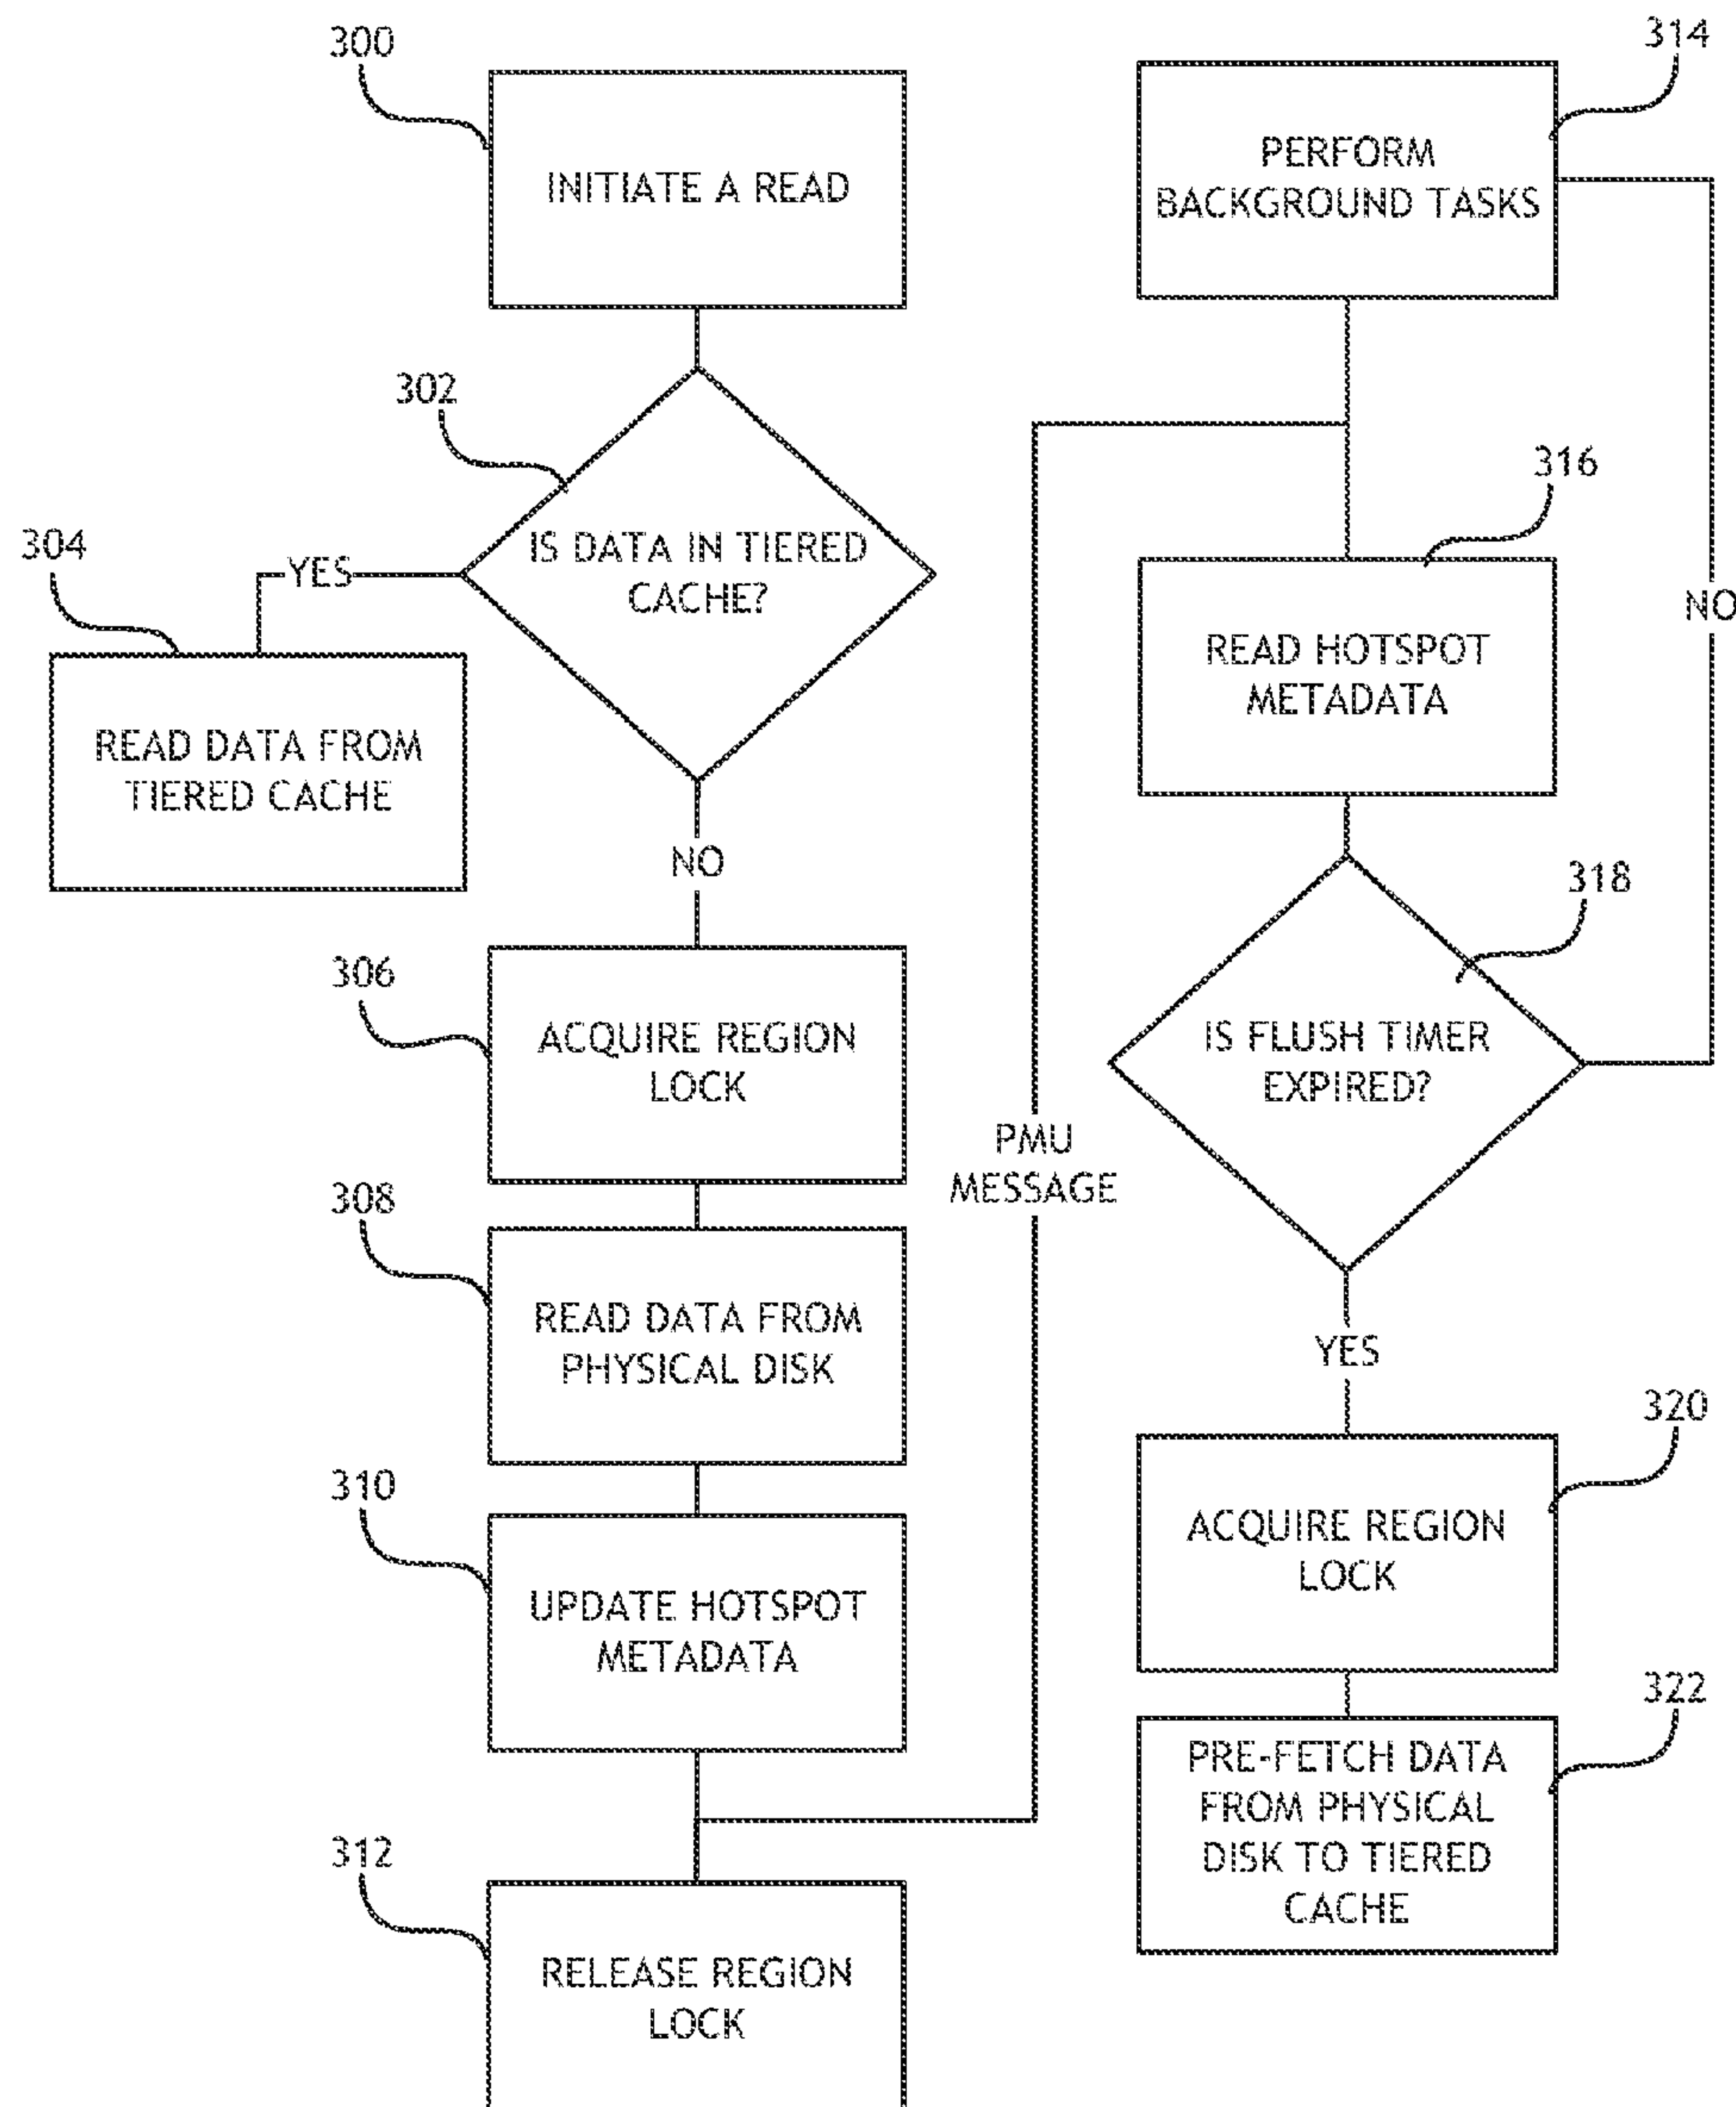 300
INITIATE A READ
302
IS DATA IN TIERED
CACHE?
YES
304
READ DATA FROM
TIERED CACHE
NO
306
ACQUIRE REGION
LOCK
308
READ DATA FROM
PHYSICAL DISK
310
UPDATE HOTSPOT
METADATA
312
RELEASE REGION
LOCK
PMU
MESSAGE
314
PERFORM
BACKGROUND TASKS
316
READ HOTSPOT
METADATA
NO
318
IS FLUSH TIMER
EXPIRED?
YES
320
ACQUIRE REGION
LOCK
322
PRE-FETCH DATA
FROM PHYSICAL
DISK TO TIERED
CACHE